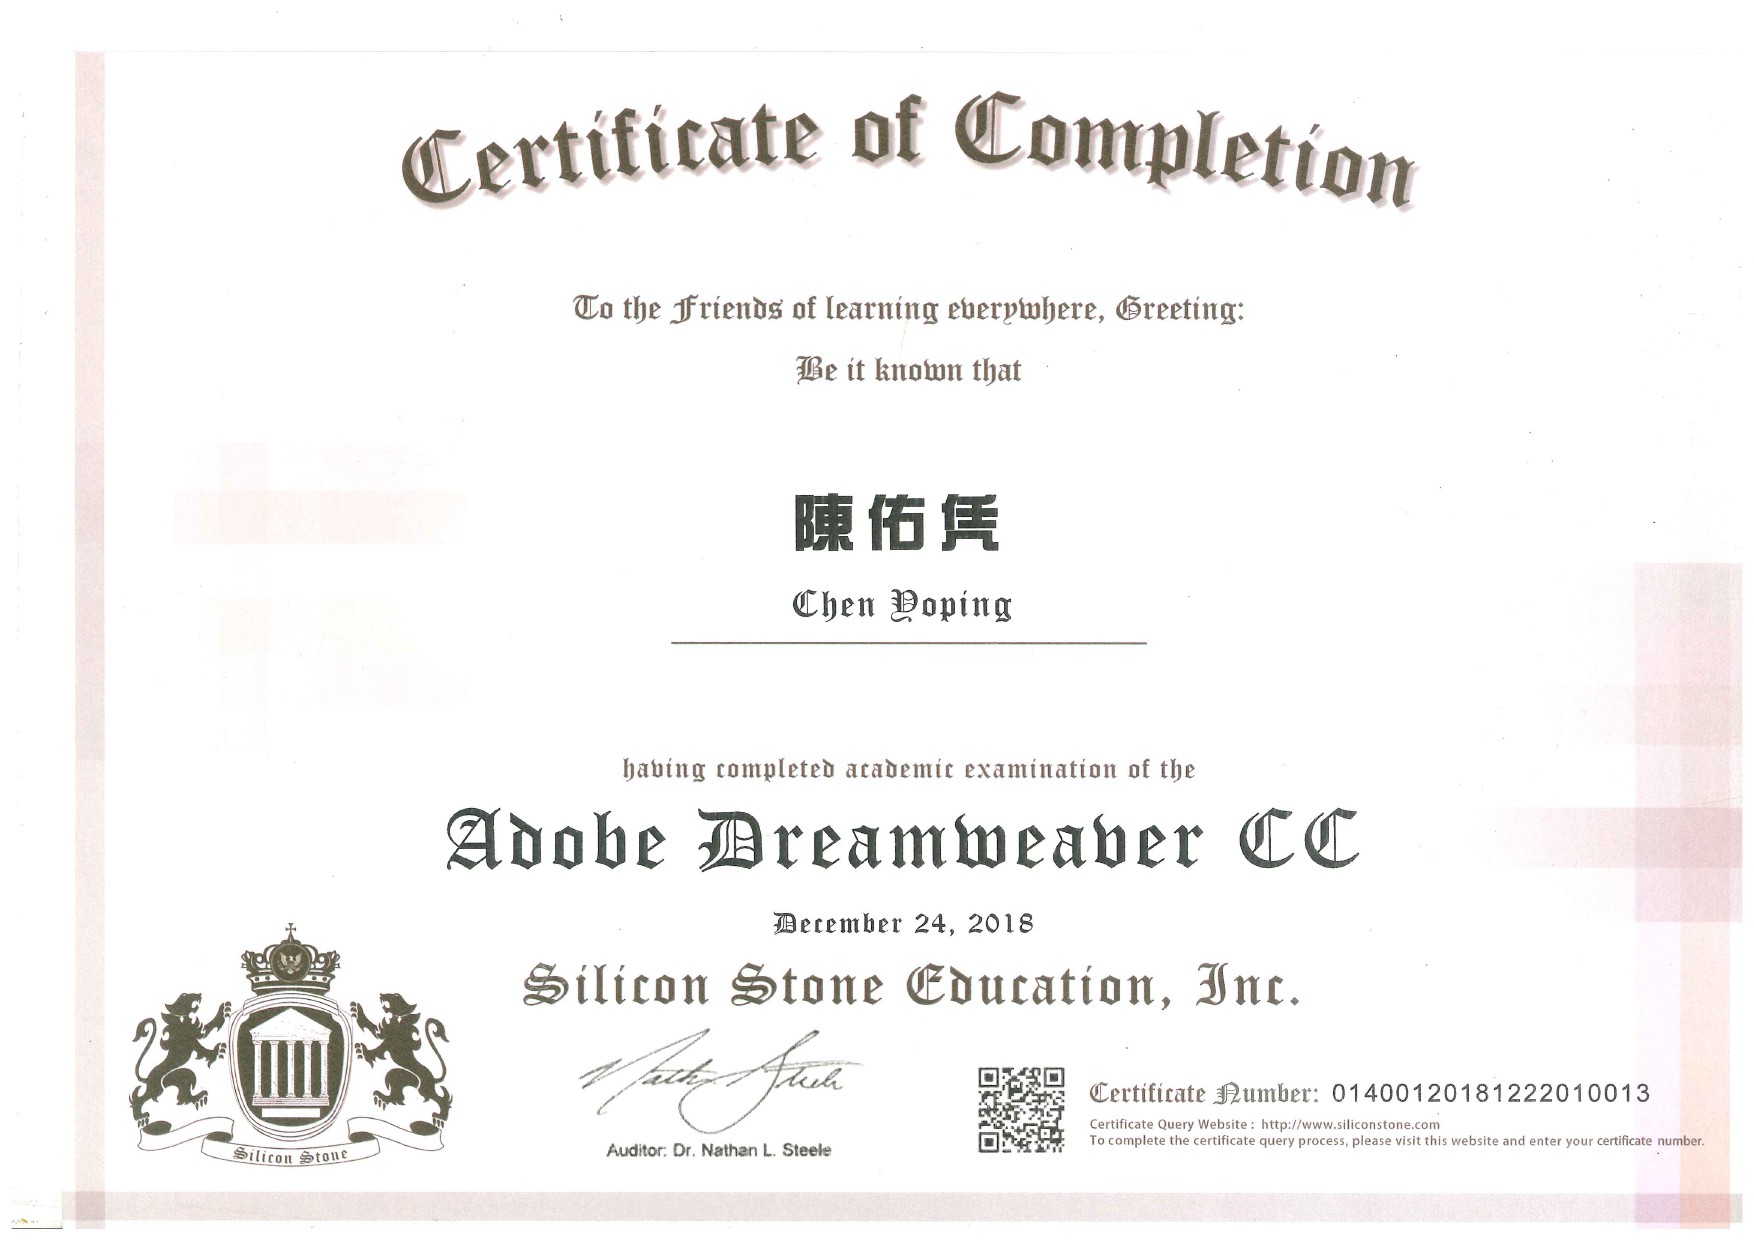 Certificate of Completion
To the Friends of learning everywhere, Greeting:
Be it known that
陳佑凭
Chen Yoping
having completed academic examination of the
Adobe Dreamweaver CC
December 24, 2018
Silicon Stone Education, Inc.
Silicon Stone
Auditor: Dr. Nathan L. Steele
Certificate Number: 01400120181222010013
Certificate Query Website : http://www.siliconstone.com
To complete the certificate query process, please visit this website and enter your certificate number.